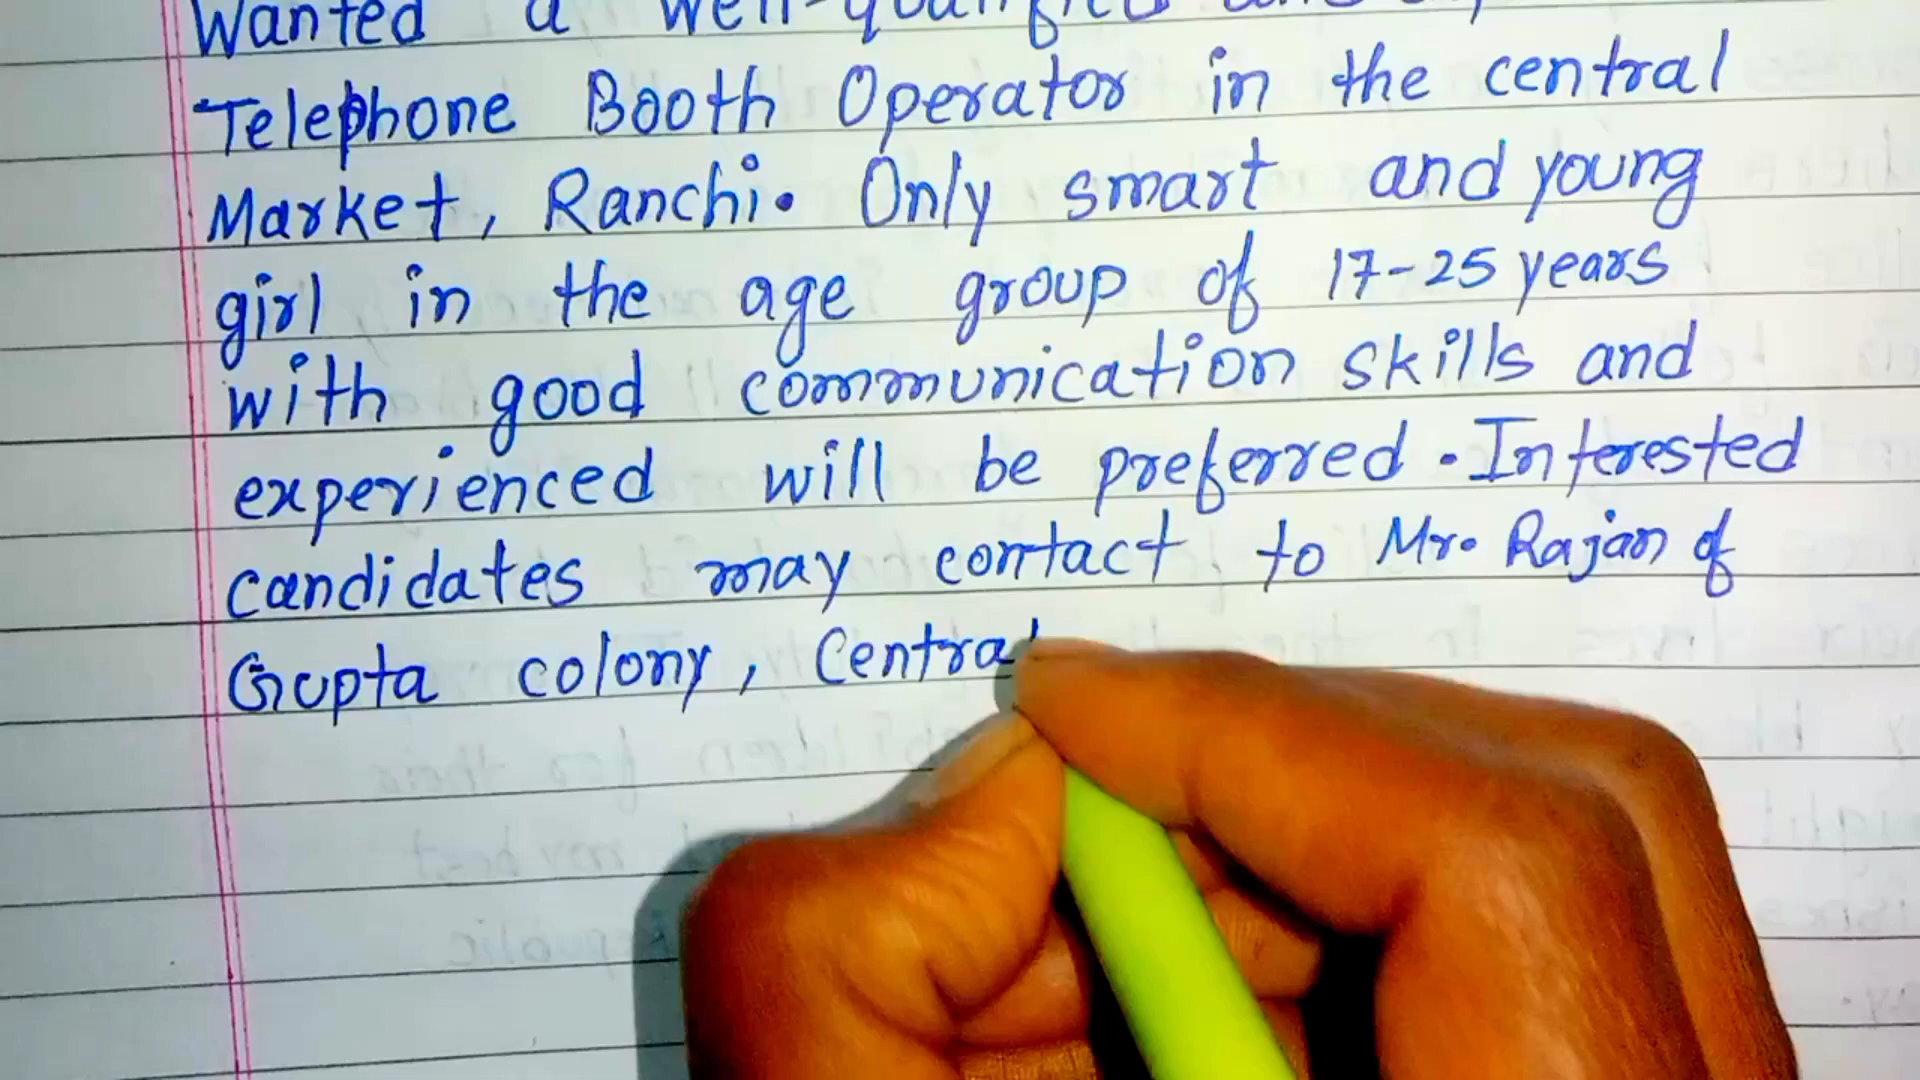 Wanted a well-qualified
Telephone Booth Operator in the central
Market, Ranchi. Only smart and young
girl in the age group of 17-25 years
with good communication skills and
experienced will be preferred. Interested
candidates may contact to Mr. Rajan of
Gupta colony, Central